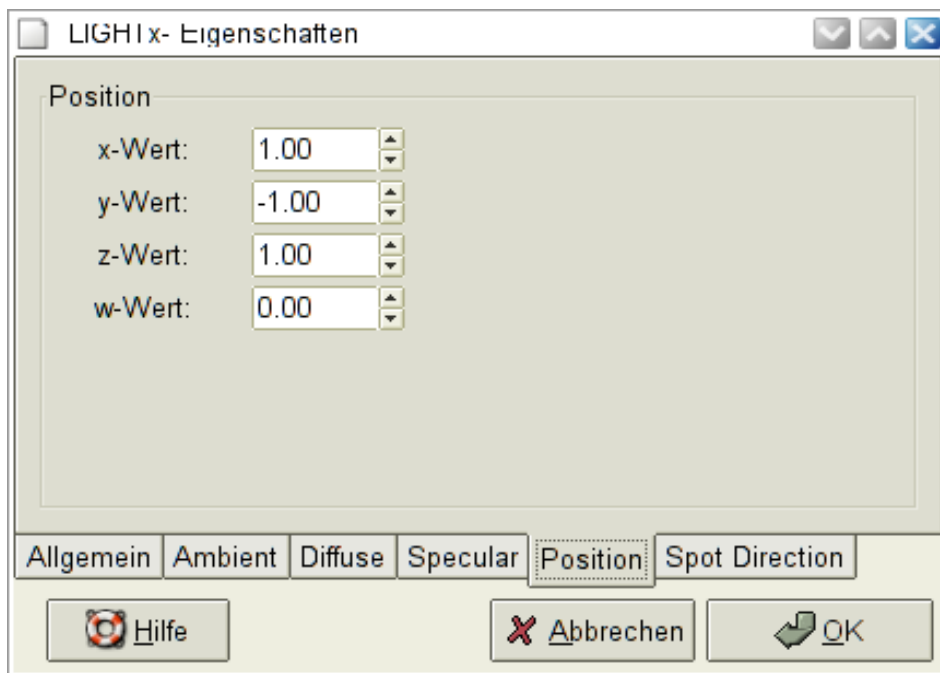 LIGHTx- Eigenschaften
Position
x-Wert: 1.00
y-Wert: -1.00
z-Wert: 1.00
w-Wert: 0.00
Allgemein Ambient Diffuse Specular Position Spot Direction
Hilfe Abbrechen OK